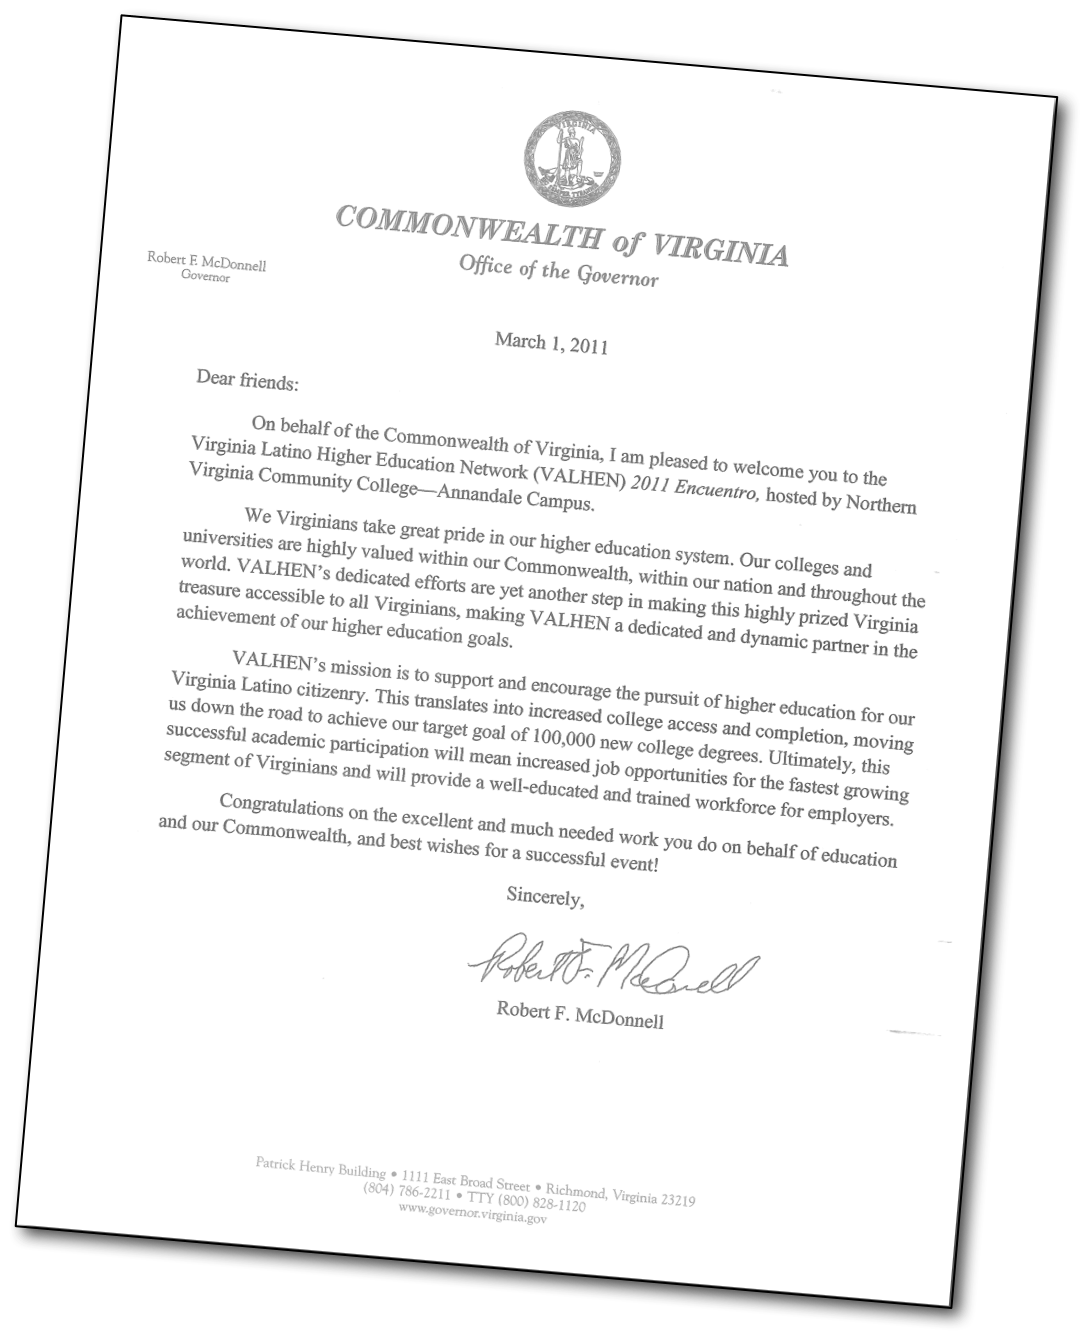 VIRGINIA
COMMONWEALTH of VIRGINIA
Office of the Governor
Robert F. McDonnell
Governor
March 1, 2011
Dear friends:
On behalf of the Commonwealth of Virginia, I am pleased to welcome you to the
Virginia Latino Higher Education Network (VALHEN) 2011 Encuentro, hosted by Northern
Virginia Community College—Annandale Campus.
We Virginians take great pride in our higher education system. Our colleges and
universities are highly valued within our Commonwealth, within our nation and throughout the
world. VALHEN's dedicated efforts are yet another step in making this highly prized Virginia
treasure accessible to all Virginians, making VALHEN a dedicated and dynamic partner in the
achievement of our higher education goals.
VALHEN's mission is to support and encourage the pursuit of higher education for our
Virginia Latino citizenry. This translates into increased college access and completion, moving
us down the road to achieve our target goal of 100,000 new college degrees. Ultimately, this
successful academic participation will mean increased job opportunities for the fastest growing
segment of Virginians and will provide a well-educated and trained workforce for employers.
Congratulations on the excellent and much needed work you do on behalf of education
and our Commonwealth, and best wishes for a successful event!
Sincerely,
Robert F. McDonnell
Robert F. McDonnell
Patrick Henry Building • 1111 East Broad Street • Richmond, Virginia 23219
(804) 786-2211 • TTY (800) 828-1120
www.governor.virginia.gov